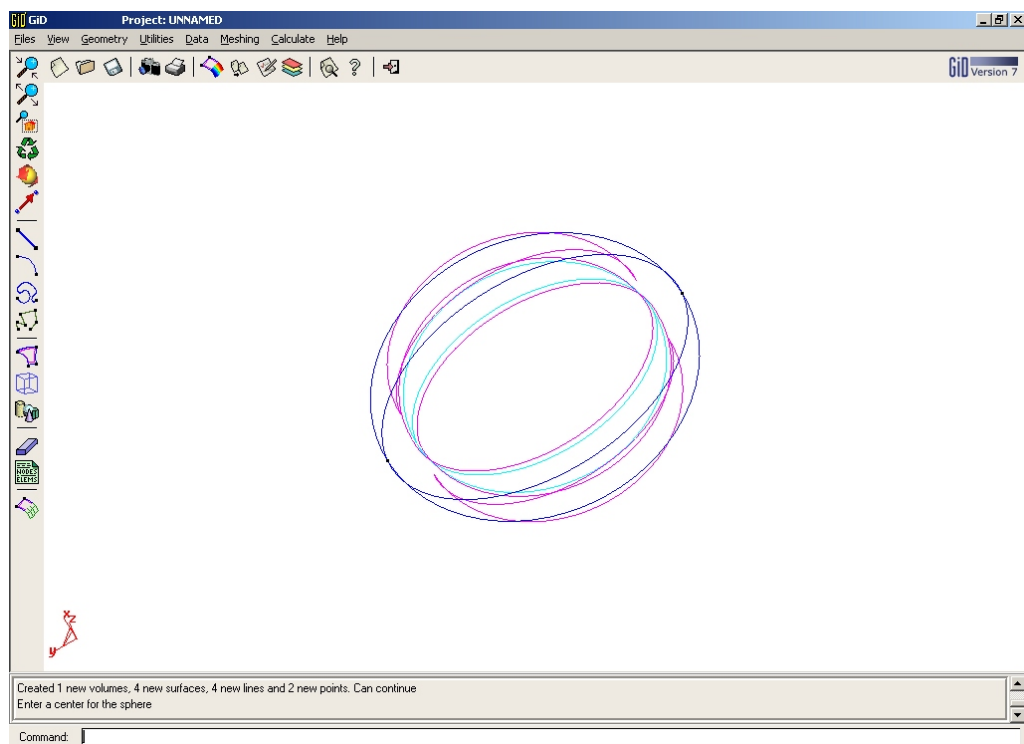 GiD GiD Project: UNNAMED
Files View Geometry Utilities Data Meshing Calculate Help
GiD Version 7
NODES
ELEMS
x
z
y
Created 1 new volumes, 4 new surfaces, 4 new lines and 2 new points. Can continue
Enter a center for the sphere
Command: